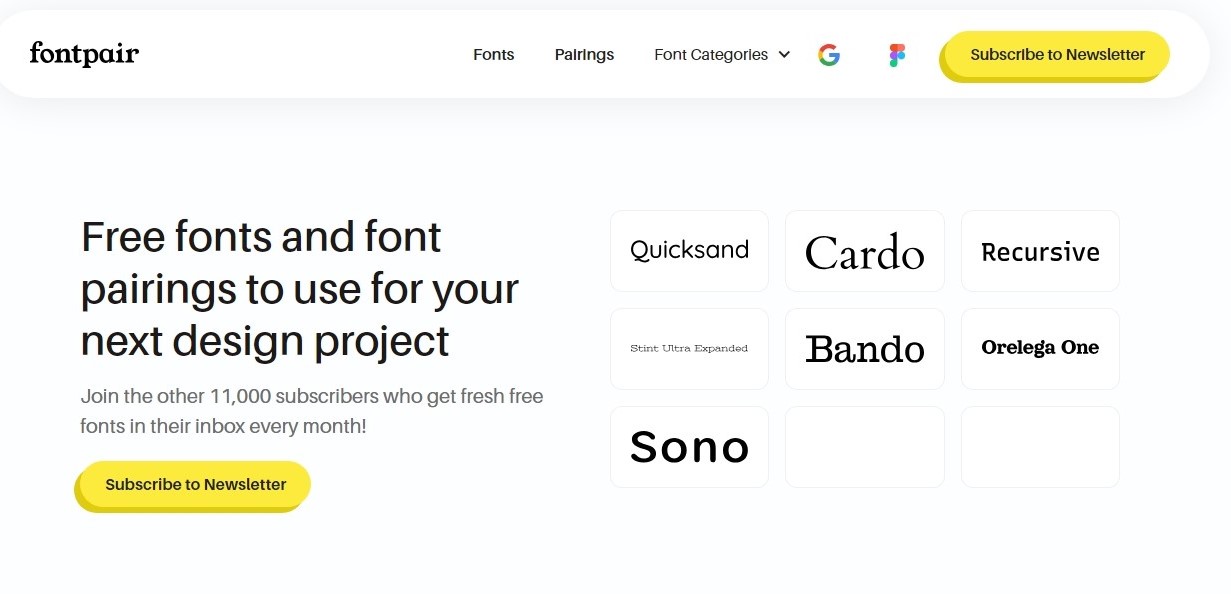 fontpair
Fonts
Pairings
Font Categories
Subscribe to Newsletter
Free fonts and font
pairings to use for your
next design project
Join the other 11,000 subscribers who get fresh free
fonts in their inbox every month!
Subscribe to Newsletter
Quicksand
Cardo
Recursive
Stint Ultra Expanded
Bando
Orelega One
Sono